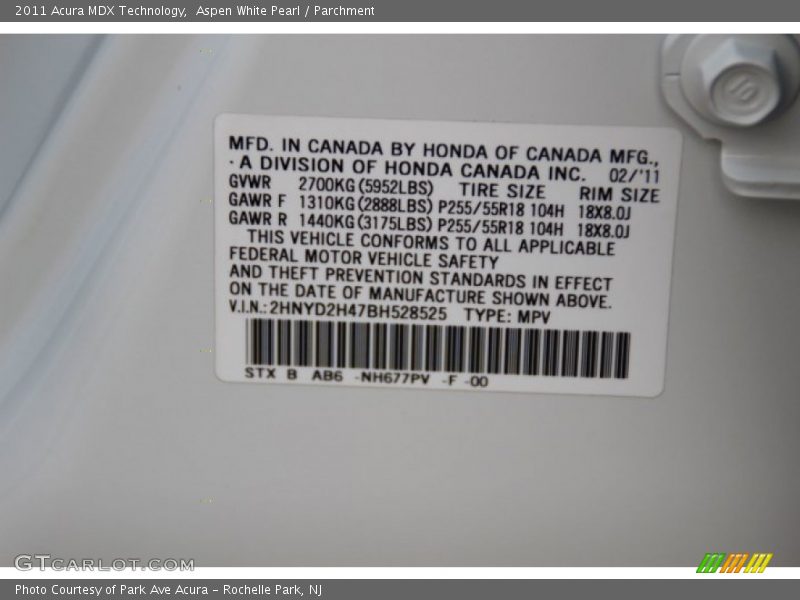 2011 Acura MDX Technology, Aspen White Pearl / Parchment
10
MFD. IN CANADA BY HONDA OF CANADA MFG.,
· A DIVISION OF HONDA CANADA INC. 02/'11
GVWR 2700KG (5952LBS) TIRE SIZE RIM SIZE
GAWR F 1310KG (2888LBS) P255/55R18 104H 18X8.0J
GAWR R 1440KG (3175LBS) P255/55R18 104H 18X8.0J
THIS VEHICLE CONFORMS TO ALL APPLICABLE
FEDERAL MOTOR VEHICLE SAFETY
AND THEFT PREVENTION STANDARDS IN EFFECT
ON THE DATE OF MANUFACTURE SHOWN ABOVE.
V.I.N.: 2HNYD2H47BH528525 TYPE: MPV
STX B AB6 -NH677PV -F -00
GTCARLOT.COM
Photo Courtesy of Park Ave Acura – Rochelle Park, NJ